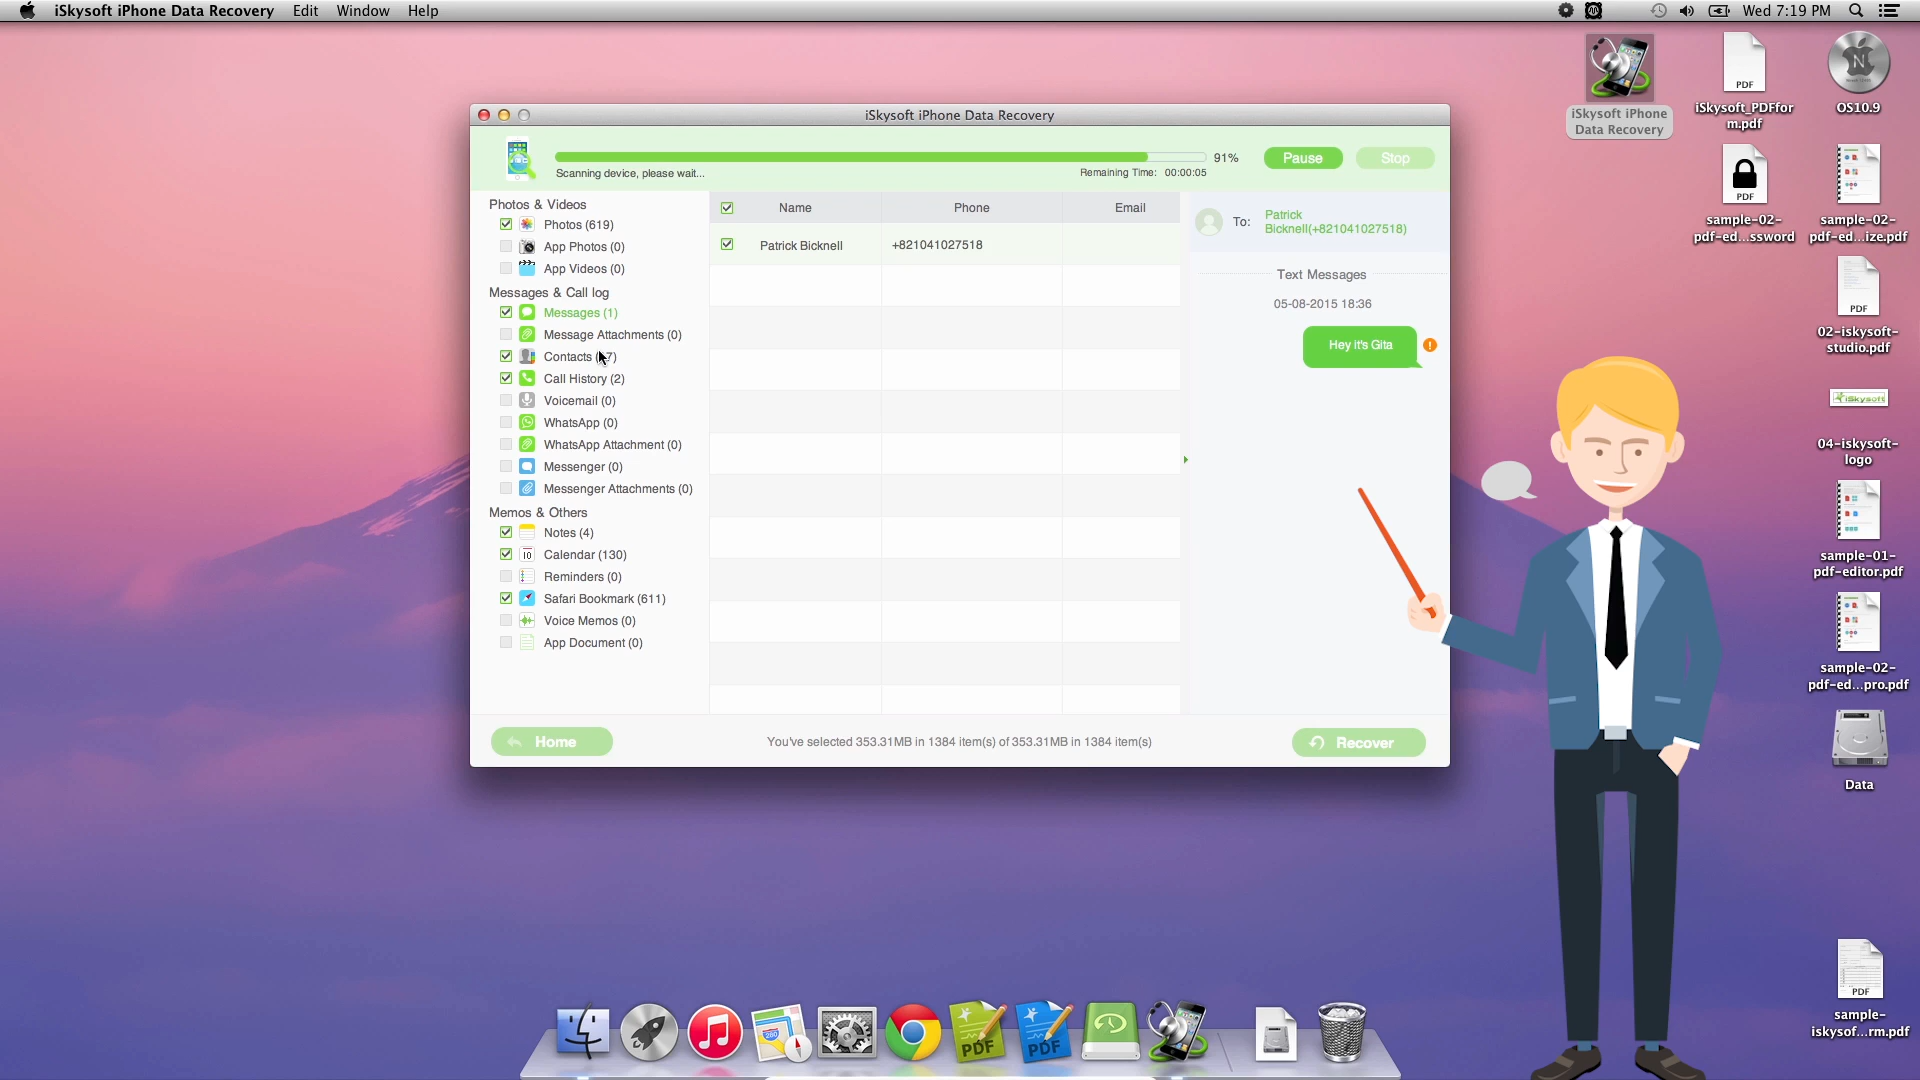 iSkysoft iPhone Data Recovery Edit Window Help
Wed 7:19 PM
iSkysoft iPhone Data Recovery
91%
Pause
Stop
Scanning device, please wait...
Remaining Time: 00:00:05
Photos & Videos
Photos (619)
App Photos (0)
App Videos (0)
Messages & Call log
Messages (1)
Message Attachments (0)
Contacts
Call History (2)
Voicemail (0)
WhatsApp (0)
WhatsApp Attachment (0)
Messenger (0)
Messenger Attachments (0)
Memos & Others
Notes (4)
10
Calendar (130)
Reminders (0)
Safari Bookmark (611)
Voice Memos (0)
App Document (0)
Name Phone Email
Patrick Bicknell +821041027518
To: Patrick
Bicknell(+821041027518)
Text Messages
05-08-2015 18:36
Hey it's Gita
!
Home
You've selected 353.31MB in 1384 item(s) of 353.31MB in 1384 item(s)
Recover
iSkysoft iPhone
Data Recovery
PDF
iSkysoft_PDFfor
m.pdf
N
OS10.9
PDF
sample-02-
pdf-ed...ssword
sample-02-
pdf-ed...ize.pdf
PDF
02-iskysoft-
studio.pdf
iSkysoft
04-iskysoft-
logo
sample-01-
pdf-editor.pdf
sample-02-
pdf-ed...pro.pdf
Data
PDF
sample-
iskysof...rm.pdf
280
PDF
PDF